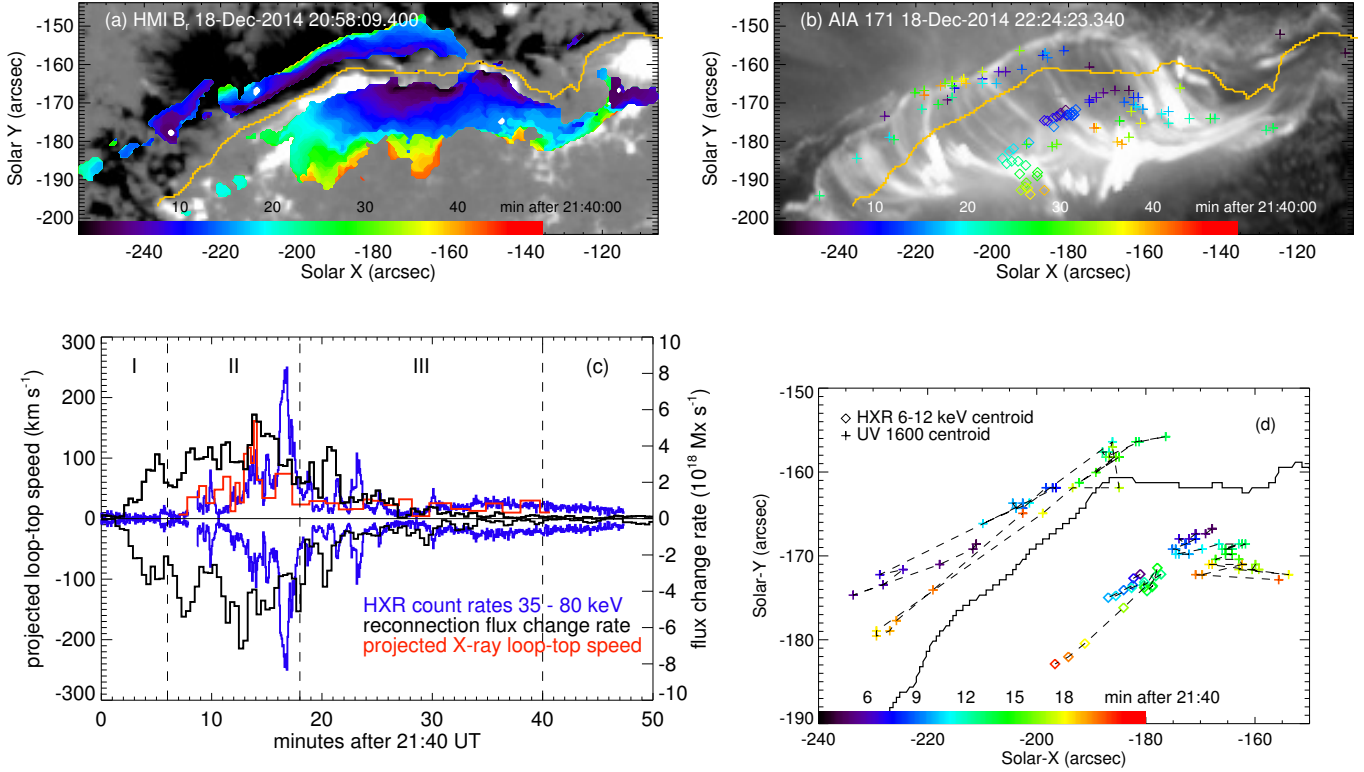 (a) HMI Br, 18-Dec-2014 20:58:09.400
Solar Y (arcsec)
-150
-160
-170
-180
-190
-200
10 20 30 40 min after 21:40:00
-240 -220 -200 -180 -160 -140 -120
Solar X (arcsec)
(b) AIA 171 18-Dec-2014 22:24:23.340
Solar Y (arcsec)
-150
-160
-170
-180
-190
-200
10 20 30 40 min after 21:40:00
-240 -220 -200 -180 -160 -140 -120
Solar X (arcsec)
projected loop-top speed (km s-1)
300
200
100
0
-100
-200
-300
I II III (c)
10
8
6
4
2
0
-2
-4
-6
-8
-10
flux change rate (10^18 Mx s-1)
HXR count rates 35 - 80 keV
reconnection flux change rate
projected X-ray loop-top speed
0 10 20 30 40 50
minutes after 21:40 UT
Solar-Y (arcsec)
-150
-160
-170
-180
-190
HXR 6-12 keV centroid
UV 1600 centroid
(d)
6 9 12 15 18 min after 21:40
-240 -220 -200 -180 -160
Solar-X (arcsec)